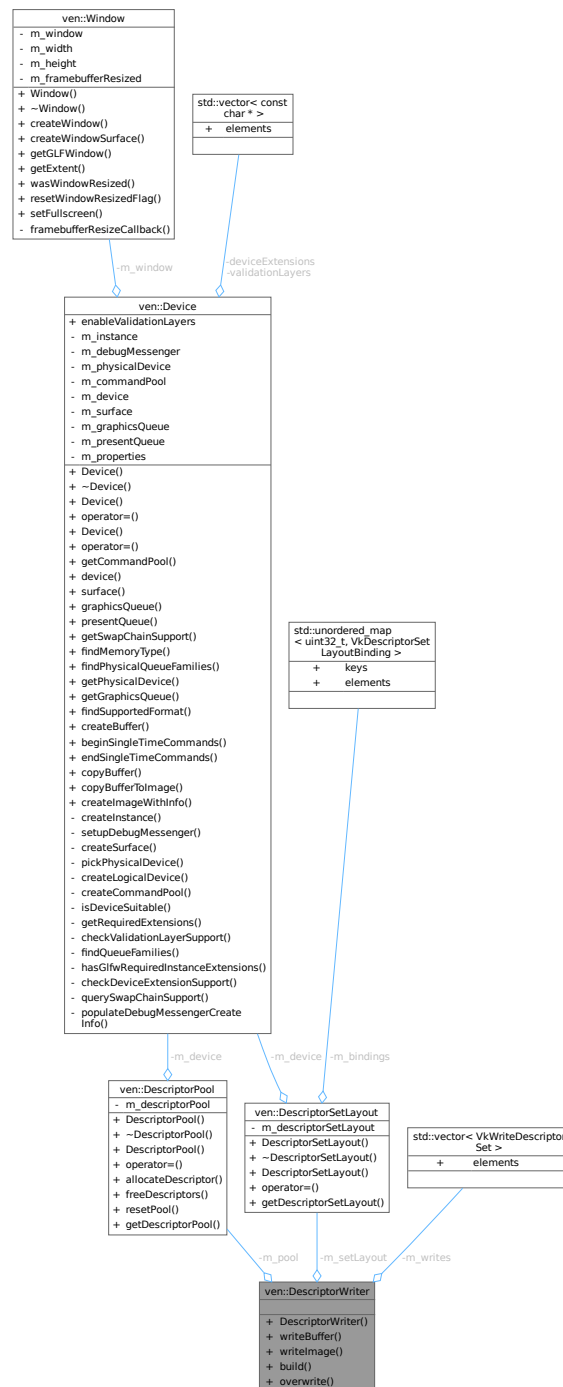 ven::Window
- m_window
- m_width
- m_height
- m_framebufferResized
+ Window()
+ ~Window()
+ createWindow()
+ createWindowSurface()
+ getGLFWindow()
+ getExtent()
+ wasWindowResized()
+ resetWindowResizedFlag()
+ setFullscreen()
- framebufferResizeCallback()
std::vector< const
char * >
+ elements
-m_window
-deviceExtensions
-validationLayers
ven::Device
+ enableValidationLayers
- m_instance
- m_debugMessenger
- m_physicalDevice
- m_commandPool
- m_device
- m_surface
- m_graphicsQueue
- m_presentQueue
- m_properties
+ Device()
+ ~Device()
+ Device()
+ operator=()
+ Device()
+ operator=()
+ getCommandPool()
+ device()
+ surface()
+ graphicsQueue()
+ presentQueue()
+ getSwapChainSupport()
+ findMemoryType()
+ findPhysicalQueueFamilies()
+ getPhysicalDevice()
+ getGraphicsQueue()
+ findSupportedFormat()
+ createBuffer()
+ beginSingleTimeCommands()
+ endSingleTimeCommands()
+ copyBuffer()
+ copyBufferToImage()
+ createImageWithInfo()
- createInstance()
- setupDebugMessenger()
- createSurface()
- pickPhysicalDevice()
- createLogicalDevice()
- createCommandPool()
- isDeviceSuitable()
- getRequiredExtensions()
- checkValidationLayerSupport()
- findQueueFamilies()
- hasGlfwRequiredInstanceExtensions()
- checkDeviceExtensionSupport()
- querySwapChainSupport()
- populateDebugMessengerCreate
Info()
std::unordered_map
< uint32_t, VkDescriptorSet
LayoutBinding >
+ keys
+ elements
-m_device
-m_device
-m_bindings
ven::DescriptorPool
- m_descriptorPool
+ DescriptorPool()
+ ~DescriptorPool()
+ DescriptorPool()
+ operator=()
+ allocateDescriptor()
+ freeDescriptors()
+ resetPool()
+ getDescriptorPool()
ven::DescriptorSetLayout
- m_descriptorSetLayout
+ DescriptorSetLayout()
+ ~DescriptorSetLayout()
+ DescriptorSetLayout()
+ operator=()
+ getDescriptorSetLayout()
std::vector< VkWriteDescriptor
Set >
+ elements
-m_pool
-m_setLayout
-m_writes
ven::DescriptorWriter
+ DescriptorWriter()
+ writeBuffer()
+ writeImage()
+ build()
+ overwrite()